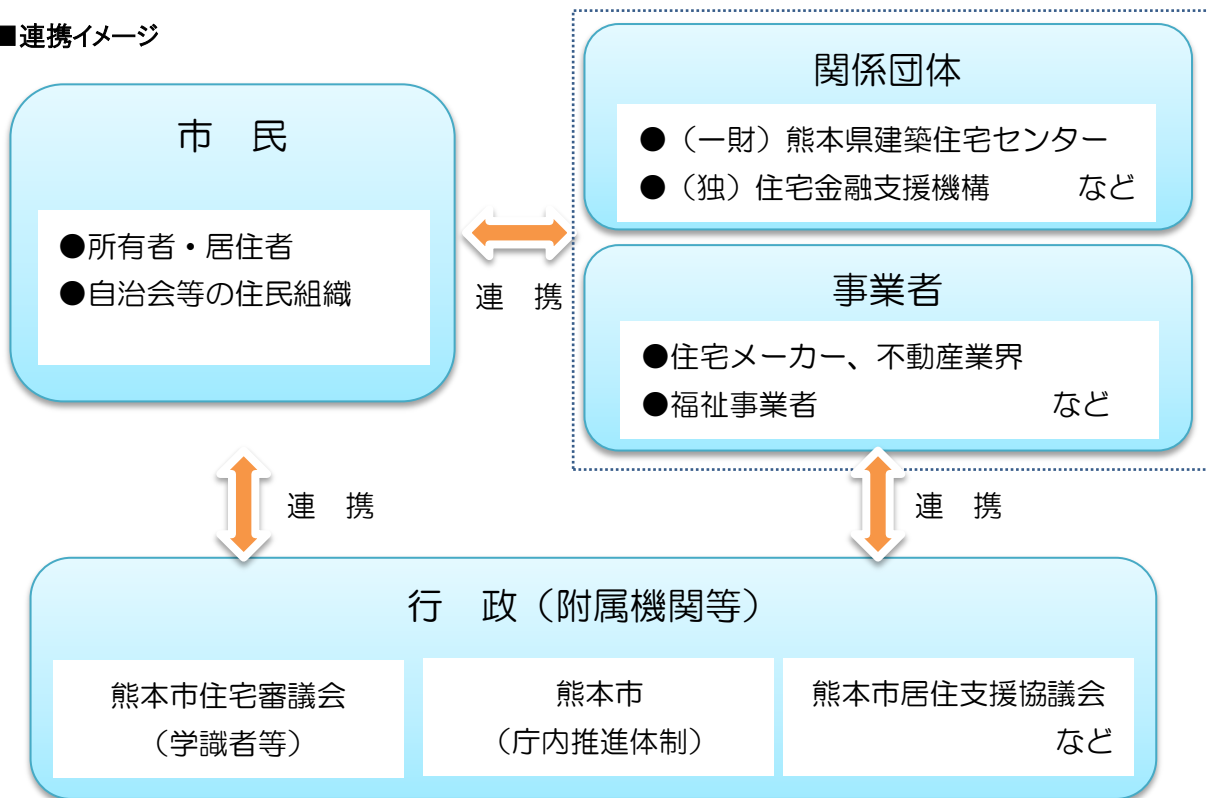 ■連携イメージ
市　民
●所有者・居住者
●自治会等の住民組織
連　携
関係団体
●（一財）熊本県建築住宅センター
●（独）住宅金融支援機構　　　など
事業者
●住宅メーカー、不動産業界
●福祉事業者　　　　　　　　など
連　携
連　携
行　政（附属機関等）
熊本市住宅審議会
（学識者等）
熊本市
（庁内推進体制）
熊本市居住支援協議会
など